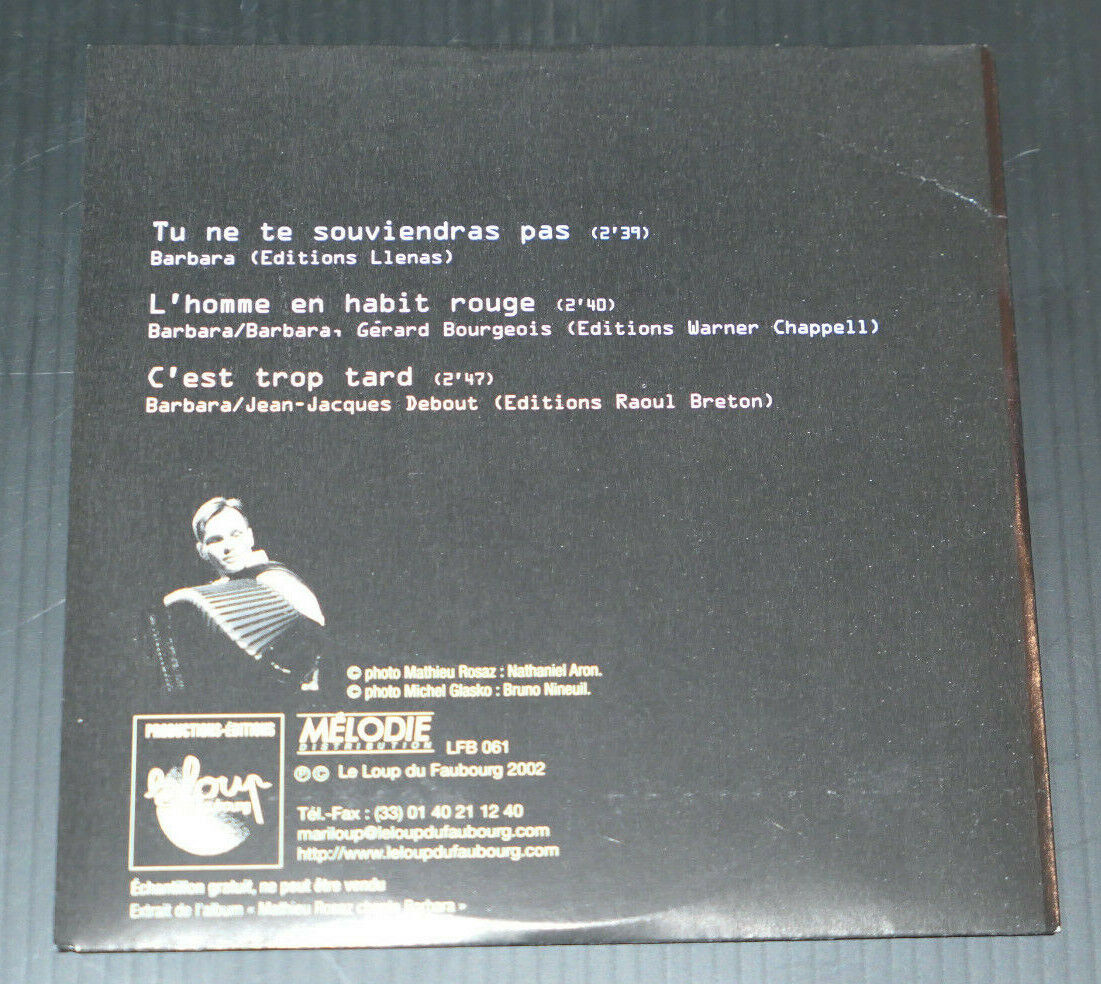 Tu ne te souviendras pas (2'39)
Barbara (Editions Llenas)
L'homme en habit rouge (2'40)
Barbara/Barbara, Gérard Bourgeois (Editions Warner Chappell)
C'est trop tard (2'47)
Barbara/Jean-Jacques Debout (Editions Raoul Breton)
© photo Mathieu Rosaz : Nathaniel Aron.
© photo Michel Glasko : Bruno Nineuil.
PRODUCTIONS-ÉDITIONS
le loup
du faubourg
MÉLODIE
DISTRIBUTION LFB 061
℗© Le Loup du Faubourg 2002
Tél.-Fax : (33) 01 40 21 12 40
mariloup@leloupdufaubourg.com
http://www.leloupdufaubourg.com
Échantillon gratuit, ne peut être vendu
Extrait de l'album « Mathieu Rosaz chante Barbara »